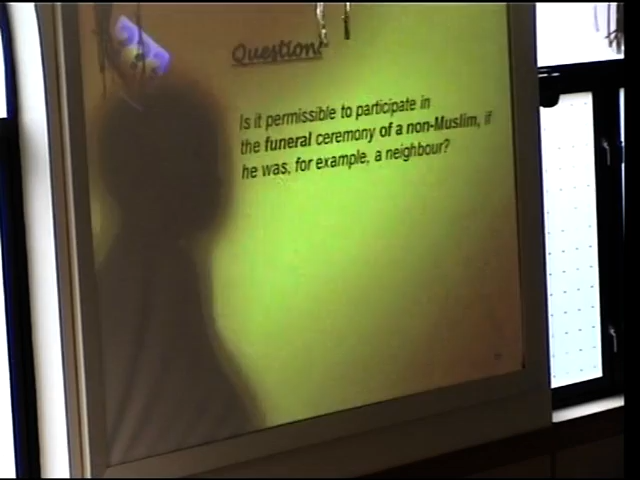 Question:
Is it permissible to participate in
the funeral ceremony of a non-Muslim, if
he was, for example, a neighbour?